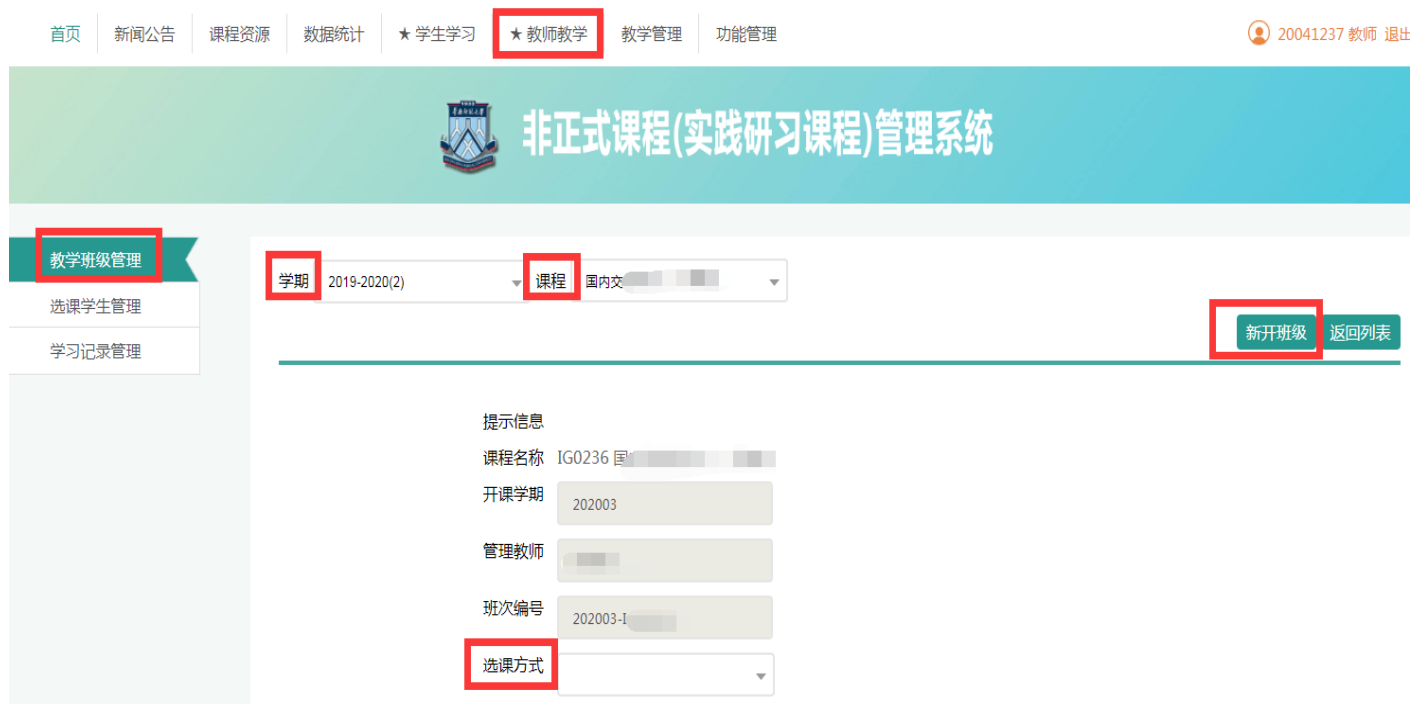 首页 新闻公告 课程资源 数据统计 ★ 学生学习 ★ 教师教学 教学管理 功能管理 20041237 教师 退出
非正式课程(实践研习课程)管理系统
教学班级管理
选课学生管理
学习记录管理
学期 2019-2020(2) 课程 国内交
新开班级 返回列表
提示信息
课程名称 IG0236 国
开课学期 202003
管理教师
班次编号 202003-I
选课方式